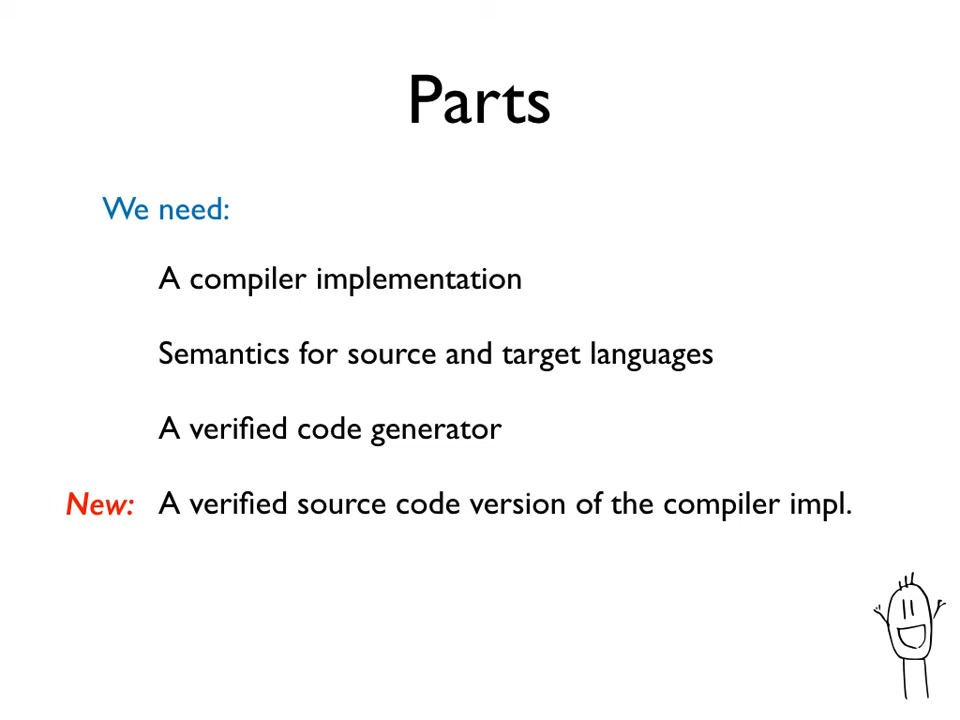 Parts
We need:
A compiler implementation
Semantics for source and target languages
A verified code generator
New: A verified source code version of the compiler impl.